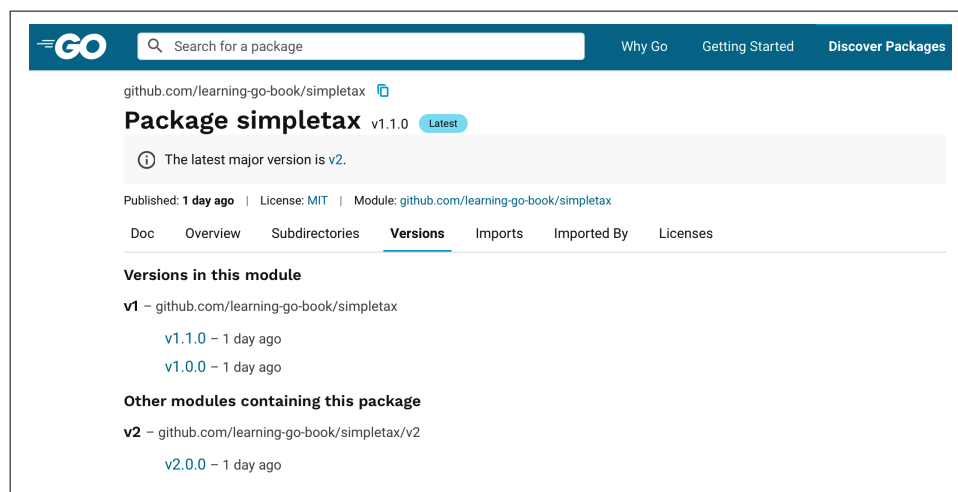 GO
Search for a package
Why Go
Getting Started
Discover Packages
github.com/learning-go-book/simpletax
Package simpletax v1.1.0 Latest
The latest major version is v2.
Published: 1 day ago | License: MIT | Module: github.com/learning-go-book/simpletax
Doc Overview Subdirectories Versions Imports Imported By Licenses
Versions in this module
v1 – github.com/learning-go-book/simpletax
v1.1.0 – 1 day ago
v1.0.0 – 1 day ago
Other modules containing this package
v2 – github.com/learning-go-book/simpletax/v2
v2.0.0 – 1 day ago